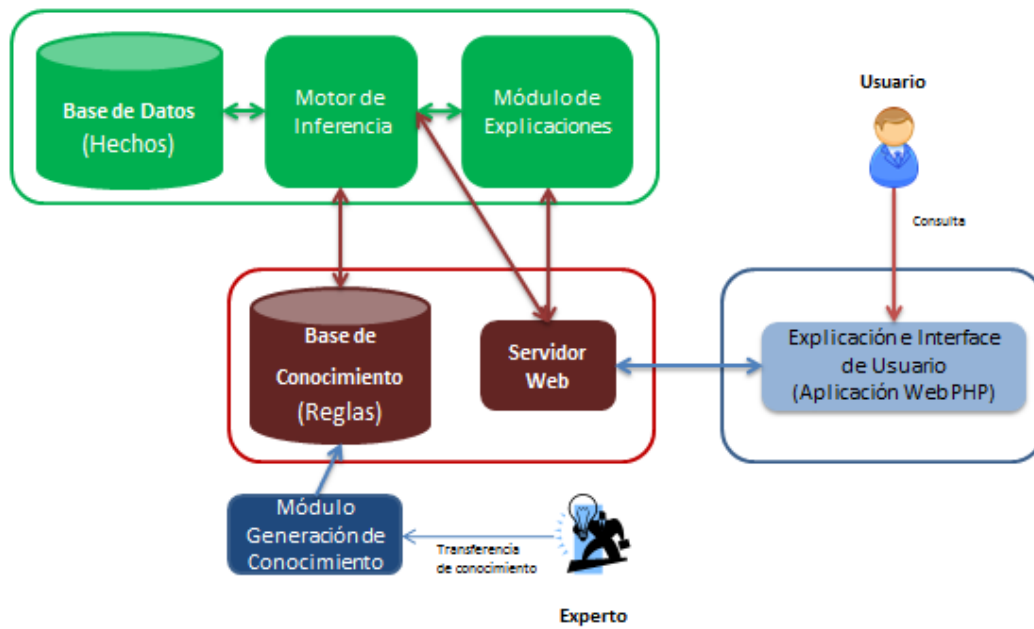 Base de Datos
(Hechos)
Motor de
Inferencia
Módulo de
Explicaciones
Usuario
Consulta
Base de
Conocimiento
(Reglas)
Servidor
Web
Explicación e Interface
de Usuario
(Aplicación Web PHP)
Módulo
Generación de
Conocimiento
Transferencia
de conocimiento
Experto